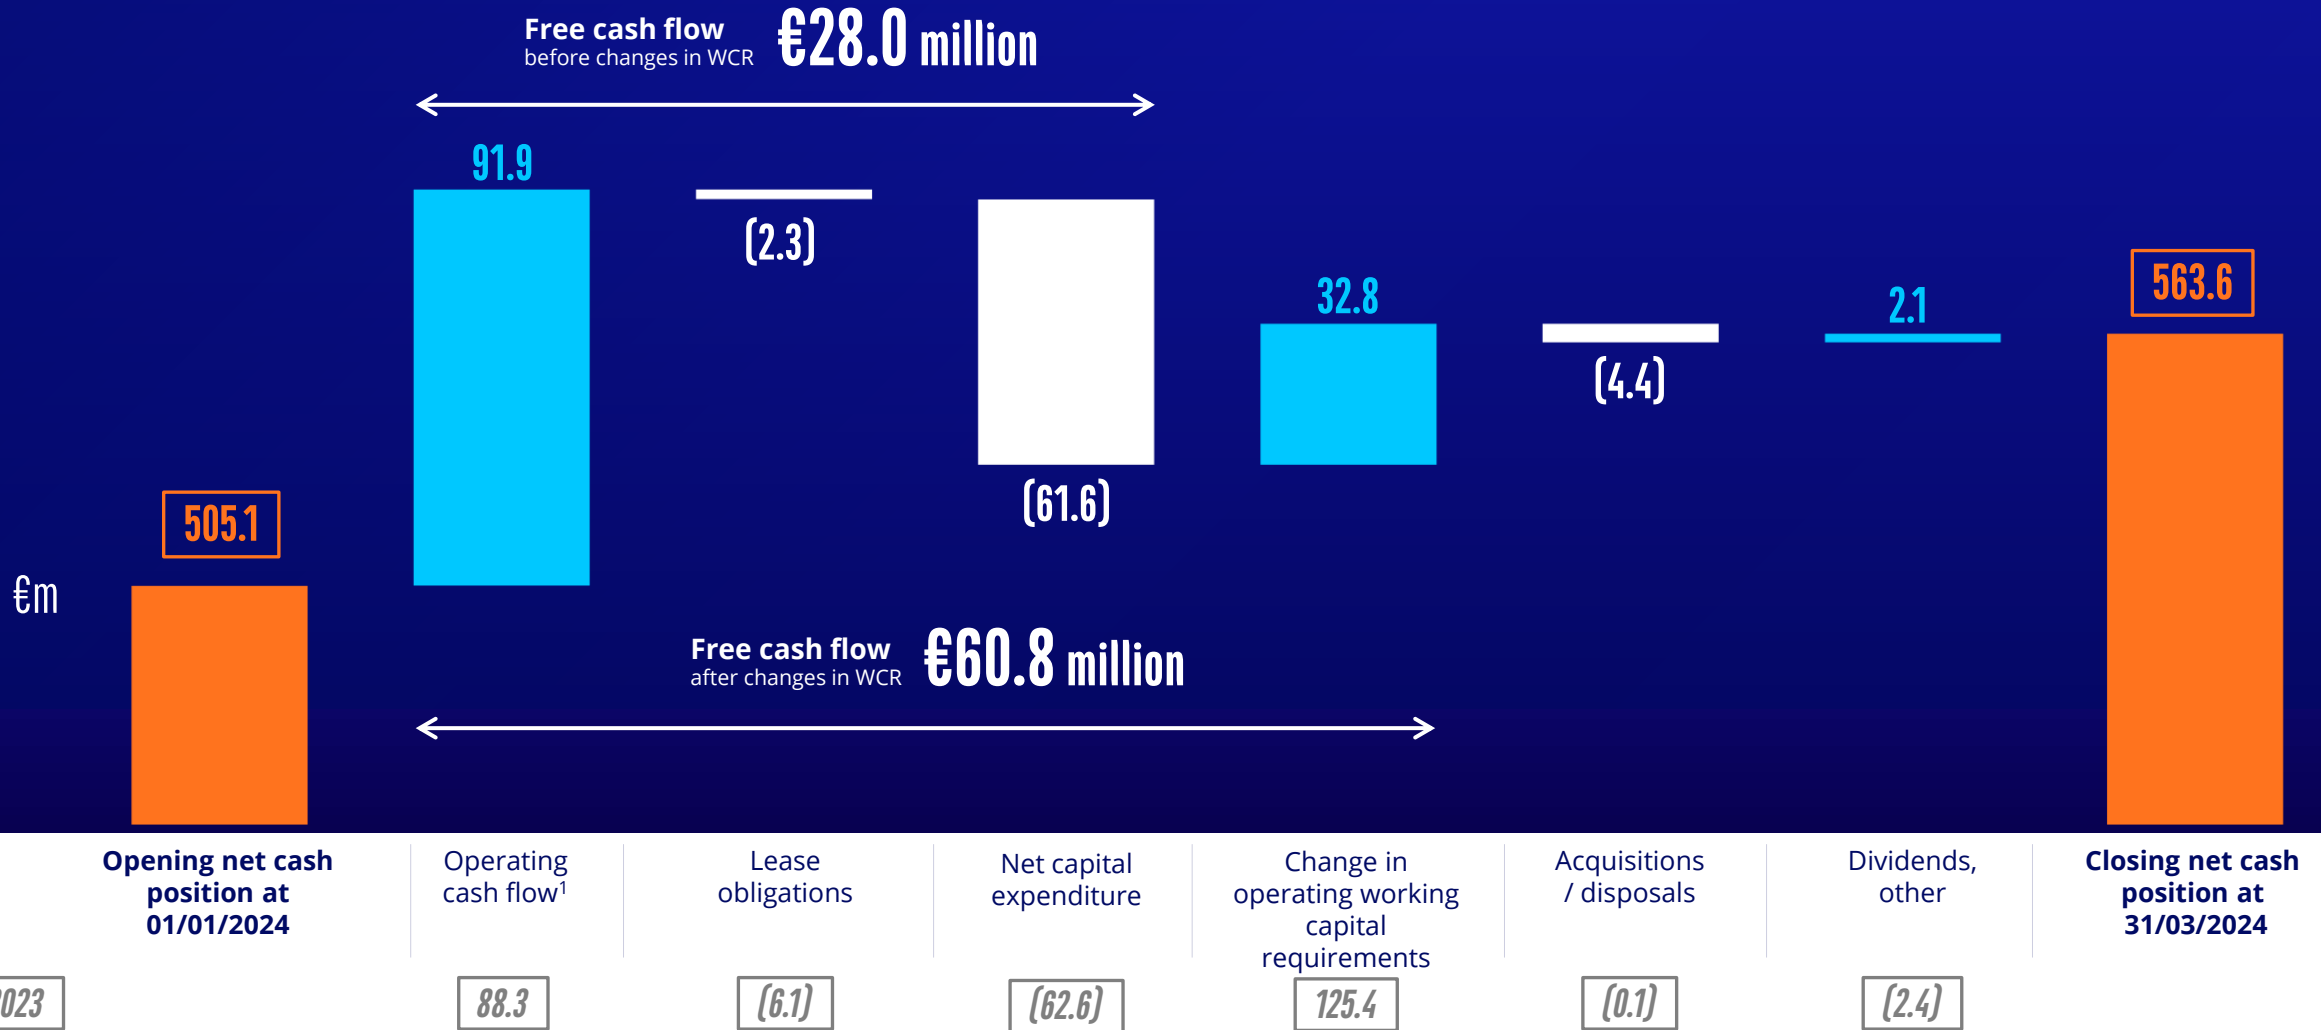 Free cash flow
before changes in WCR
€28.0 million
91.9
(2.3)
(61.6)
32.8
(4.4)
2.1
563.6
505.1
€m
Free cash flow
after changes in WCR
€60.8 million
Opening net cash
position at
01/01/2024
Operating
cash flow¹
Lease
obligations
Net capital
expenditure
Change in
operating working
capital
requirements
Acquisitions
/ disposals
Dividends,
other
Closing net cash
position at
31/03/2024
88.3
(6.1)
(62.6)
125.4
(0.1)
(2.4)